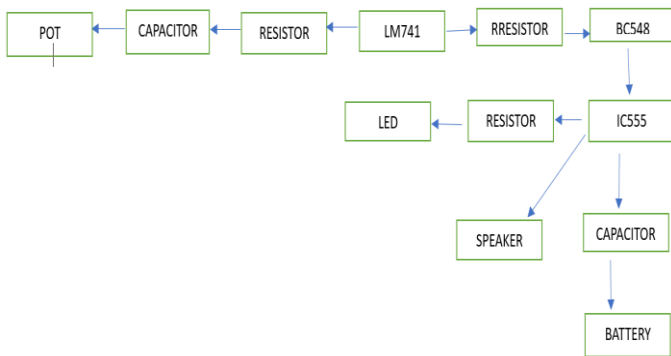 POT
CAPACITOR
RESISTOR
LM741
RRESISTOR
BC548
LED
RESISTOR
IC555
SPEAKER
CAPACITOR
BATTERY